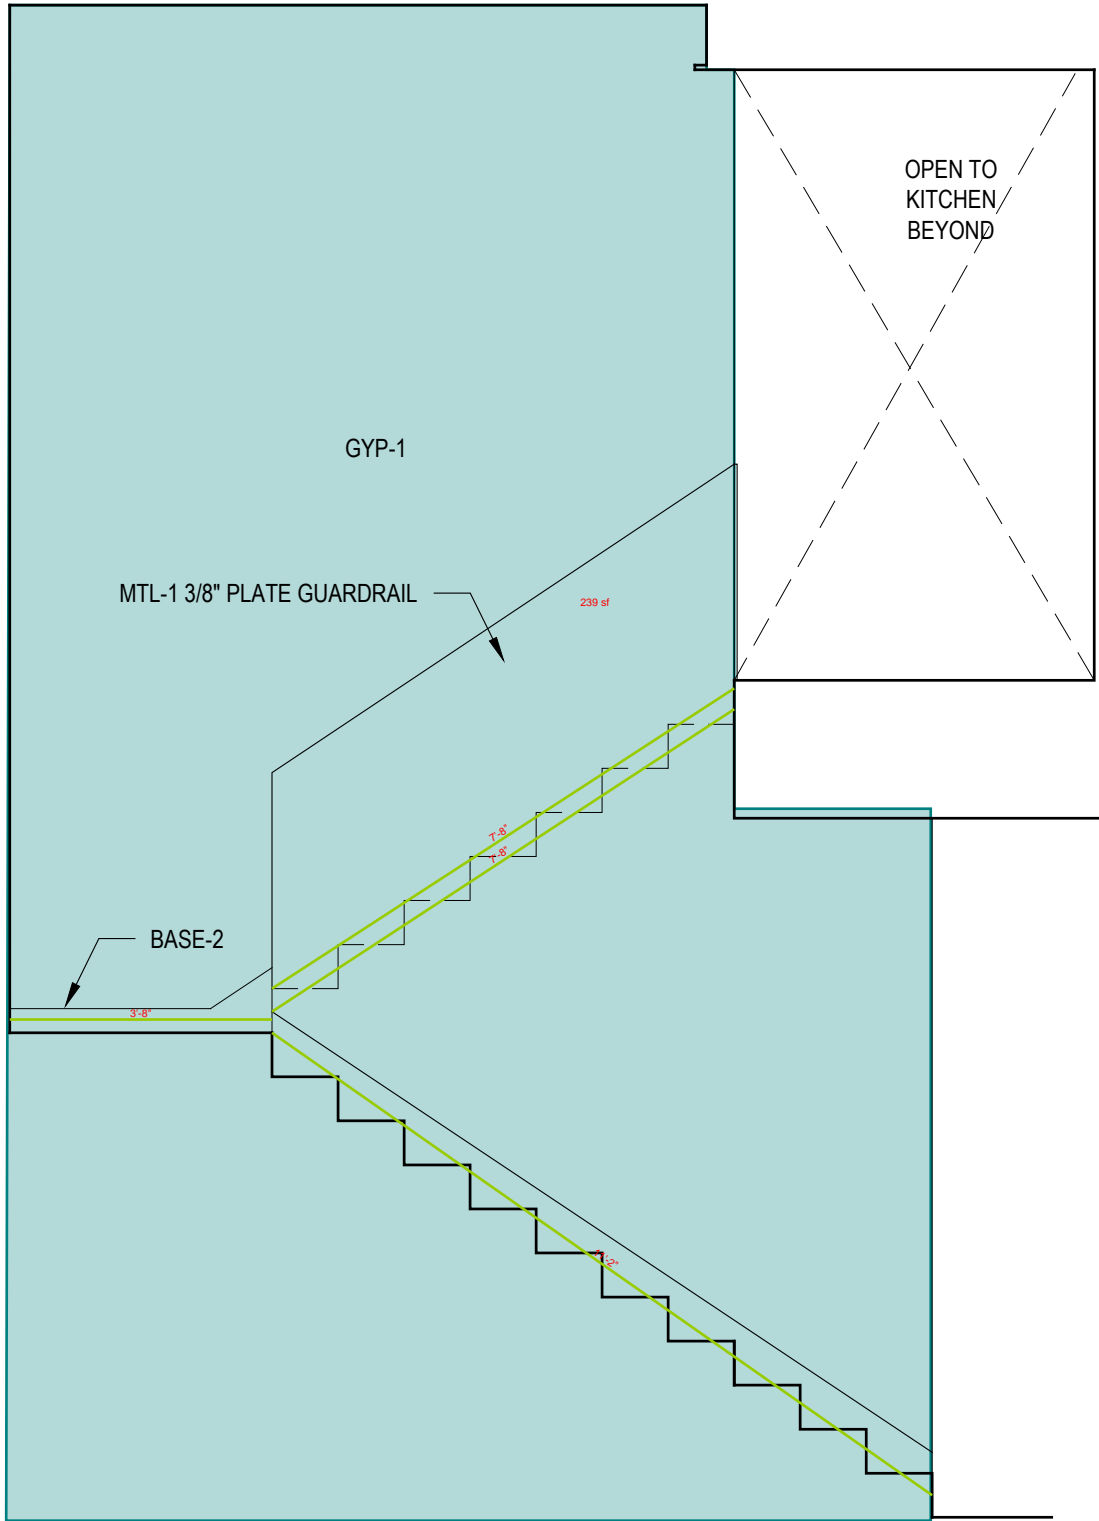 OPEN TO
KITCHEN
BEYOND
GYP-1
MTL-1 3/8" PLATE GUARDRAIL
239 sf
7'-8"
7'-8"
BASE-2
3'-8"